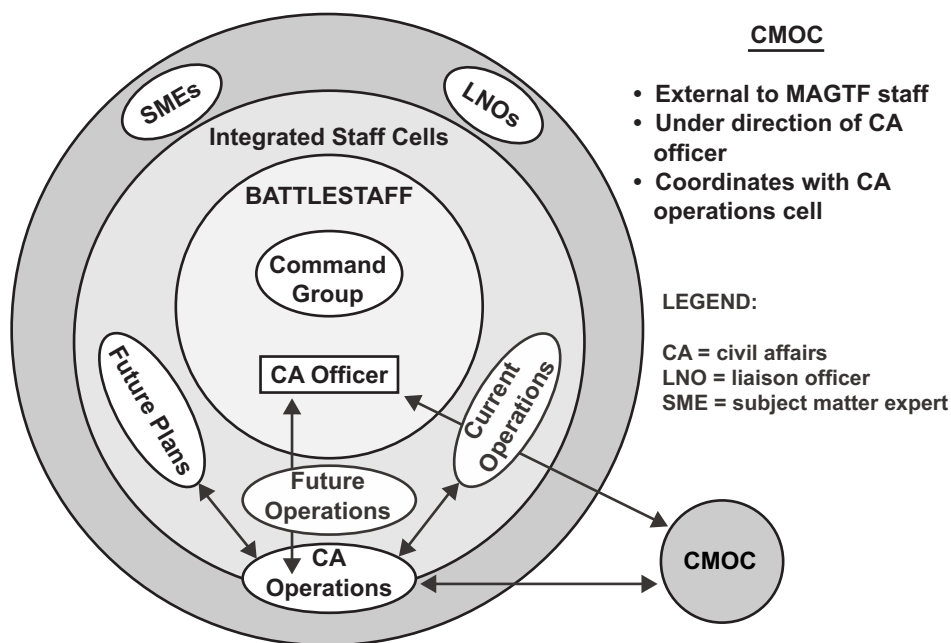 SMEs
LNOs
Integrated Staff Cells
BATTLESTAFF
Command
Group
CA Officer
Future Plans
Current
Operations
Future
Operations
CA
Operations
CMOC
CMOC
• External to MAGTF staff
• Under direction of CA
officer
• Coordinates with CA
operations cell
LEGEND:
CA = civil affairs
LNO = liaison officer
SME = subject matter expert